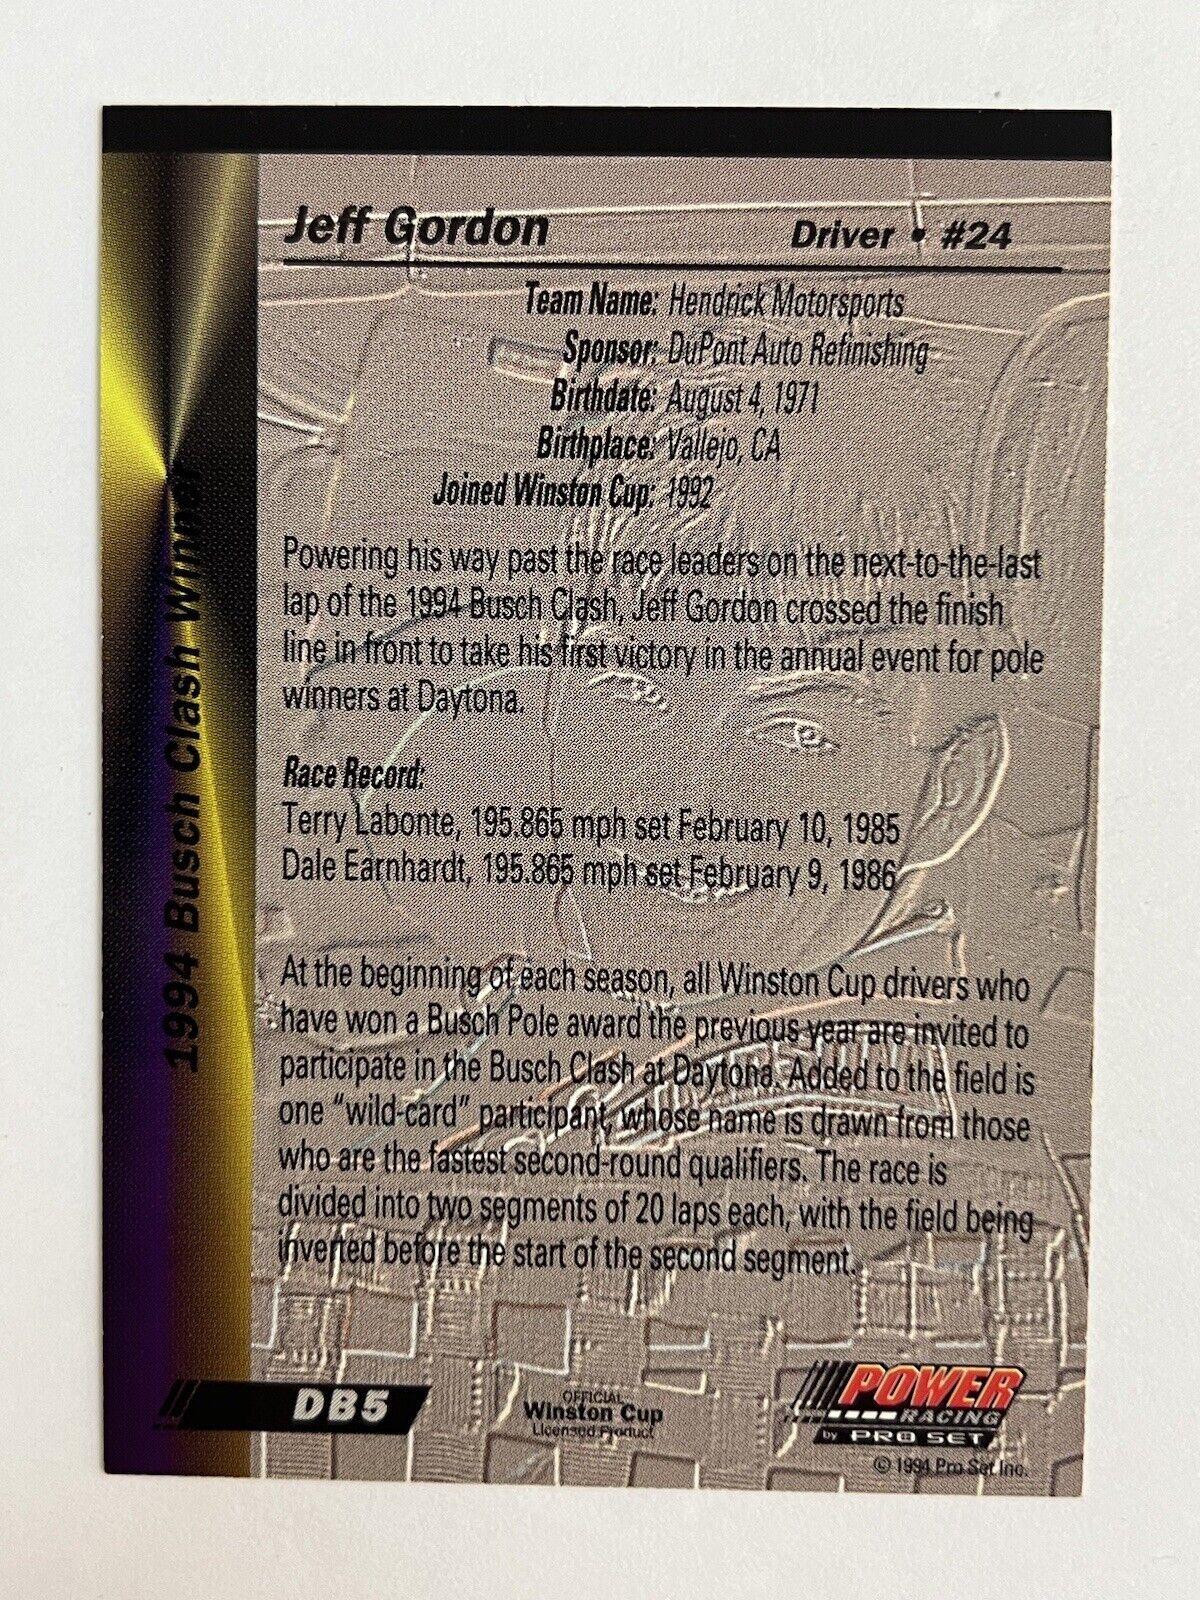 Jeff Gordon Driver • #24
Team Name: Hendrick Motorsports
Sponsor: DuPont Auto Refinishing
Birthdate: August 4, 1971
Birthplace: Vallejo, CA
Joined Winston Cup: 1992
Powering his way past the race leaders on the next-to-the-last
lap of the 1994 Busch Clash, Jeff Gordon crossed the finish
line in front to take his first victory in the annual event for pole
winners at Daytona.
Race Record:
Terry Labonte, 195.865 mph set February 10, 1985
Dale Earnhardt, 195.865 mph set February 9, 1986
At the beginning of each season, all Winston Cup drivers who
have won a Busch Pole award the previous year are invited to
participate in the Busch Clash at Daytona. Added to the field is
one “wild-card” participant, whose name is drawn from those
who are the fastest second-round qualifiers. The race is
divided into two segments of 20 laps each, with the field being
inverted before the start of the second segment.
1994 Busch Clash Winner
DB5
OFFICIAL
Winston Cup
Licensed Product
POWER
RACING
by PRO SET
© 1994 Pro Set Inc.